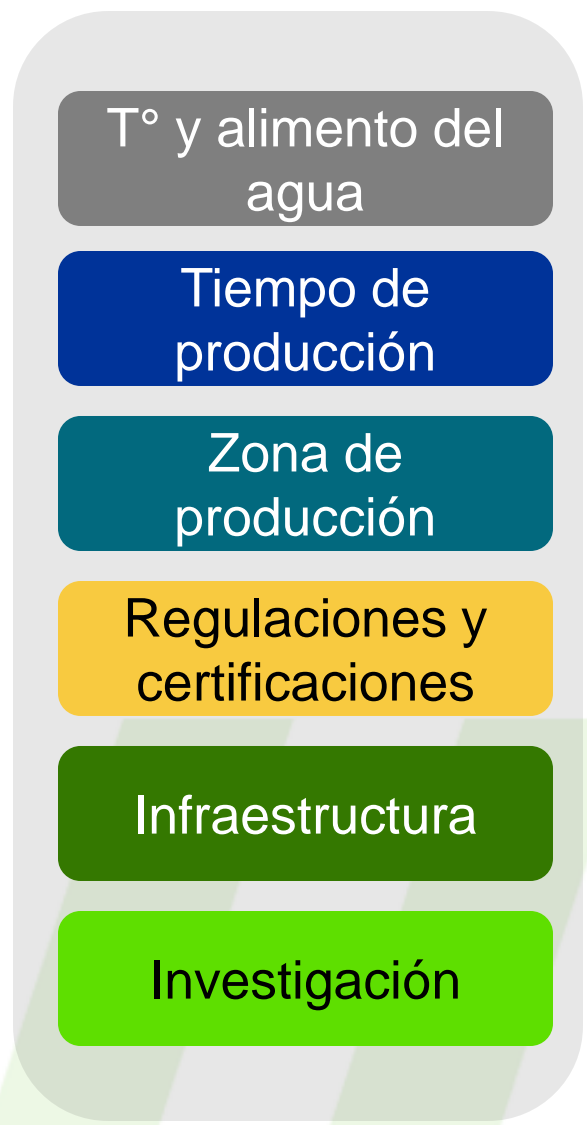 T° y alimento del
agua
Tiempo de
producción
Zona de
producción
Regulaciones y
certificaciones
Infraestructura
Investigación